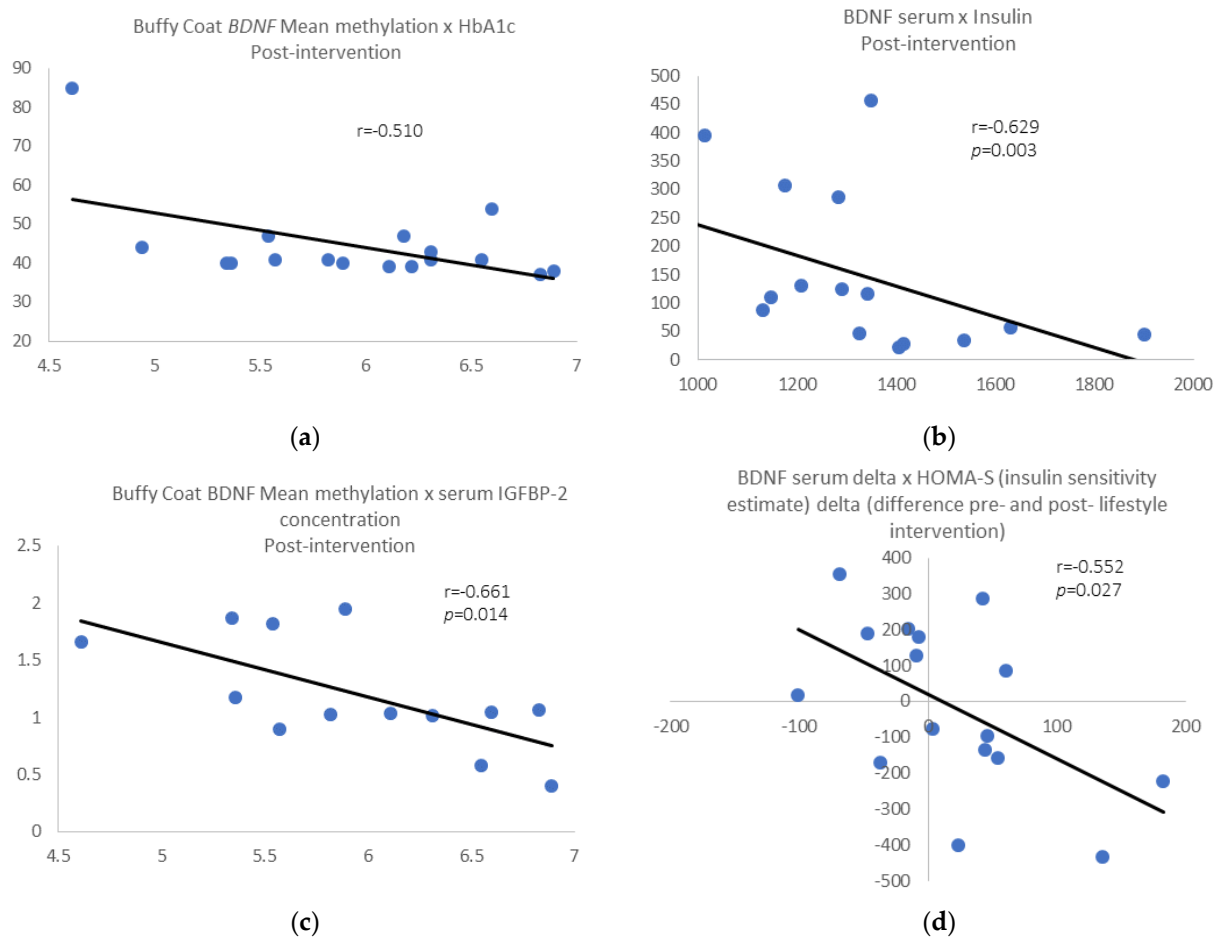 Buffy Coat BDNF Mean methylation x HbA1c
Post-intervention
90
80
70
60
50
40
30
20
4.5
5
5.5
6
6.5
7
r=-0.510
(a)
BDNF serum x Insulin
Post-intervention
500
450
400
350
300
250
200
150
100
50
0
1000
1200
1400
1600
1800
2000
r=-0.629
p=0.003
(b)
Buffy Coat BDNF Mean methylation x serum IGFBP-2
concentration
Post-intervention
2.5
2
1.5
1
0.5
0
4.5
5
5.5
6
6.5
7
r=-0.661
p=0.014
(c)
BDNF serum delta x HOMA-S (insulin sensitivity
estimate) delta (difference pre- and post- lifestyle
intervention)
400
300
200
100
0
-100
-200
-300
-400
-500
-200
-100
0
100
200
r=-0.552
p=0.027
(d)